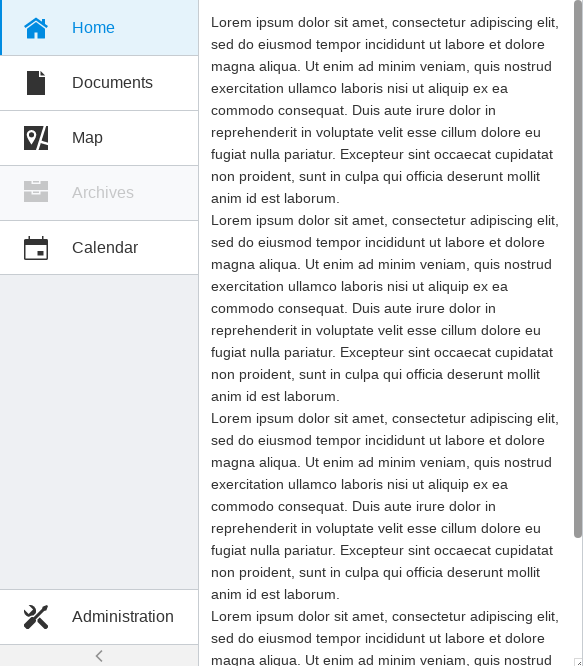 Home
Documents
Map
Archives
Calendar
Administration
Lorem ipsum dolor sit amet, consectetur adipiscing elit,
sed do eiusmod tempor incididunt ut labore et dolore
magna aliqua. Ut enim ad minim veniam, quis nostrud
exercitation ullamco laboris nisi ut aliquip ex ea
commodo consequat. Duis aute irure dolor in
reprehenderit in voluptate velit esse cillum dolore eu
fugiat nulla pariatur. Excepteur sint occaecat cupidatat
non proident, sunt in culpa qui officia deserunt mollit
anim id est laborum.
Lorem ipsum dolor sit amet, consectetur adipiscing elit,
sed do eiusmod tempor incididunt ut labore et dolore
magna aliqua. Ut enim ad minim veniam, quis nostrud
exercitation ullamco laboris nisi ut aliquip ex ea
commodo consequat. Duis aute irure dolor in
reprehenderit in voluptate velit esse cillum dolore eu
fugiat nulla pariatur. Excepteur sint occaecat cupidatat
non proident, sunt in culpa qui officia deserunt mollit
anim id est laborum.
Lorem ipsum dolor sit amet, consectetur adipiscing elit,
sed do eiusmod tempor incididunt ut labore et dolore
magna aliqua. Ut enim ad minim veniam, quis nostrud
exercitation ullamco laboris nisi ut aliquip ex ea
commodo consequat. Duis aute irure dolor in
reprehenderit in voluptate velit esse cillum dolore eu
fugiat nulla pariatur. Excepteur sint occaecat cupidatat
non proident, sunt in culpa qui officia deserunt mollit
anim id est laborum.
Lorem ipsum dolor sit amet, consectetur adipiscing elit,
sed do eiusmod tempor incididunt ut labore et dolore
magna aliqua. Ut enim ad minim veniam, quis nostrud